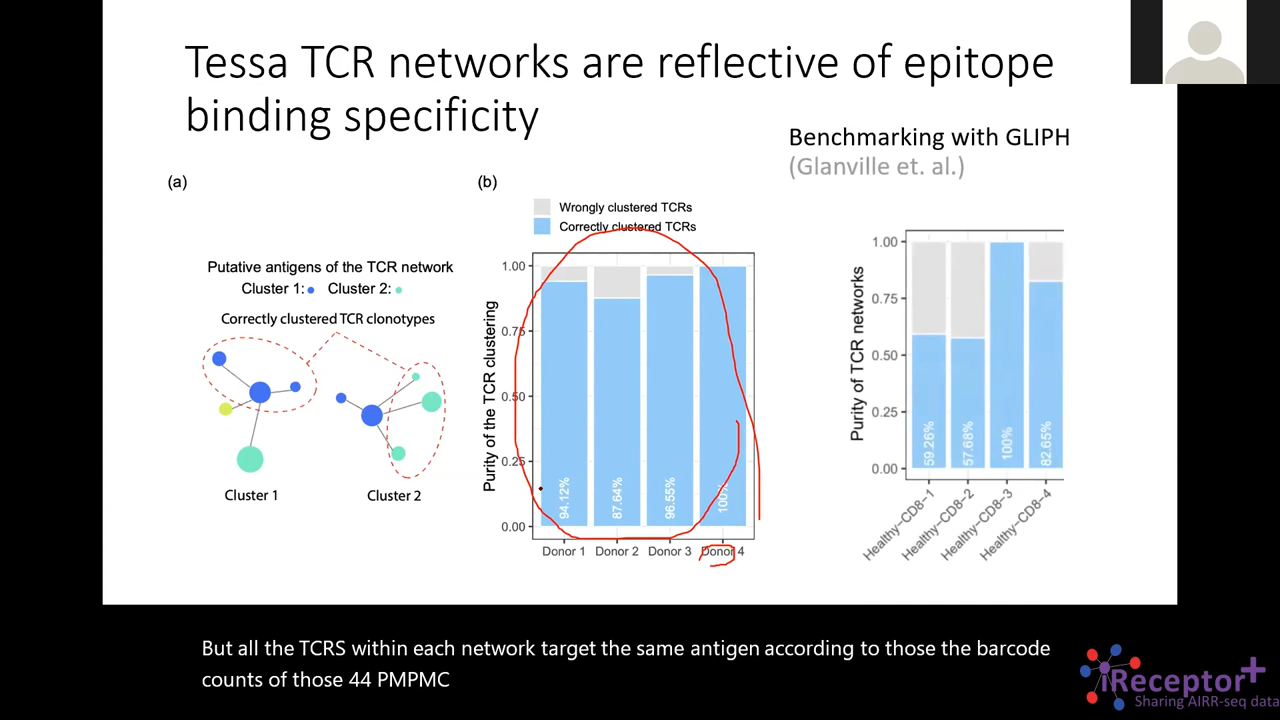 Tessa TCR networks are reflective of epitope
binding specificity
Benchmarking with GLIPH
(Glanville et. al.)
(a)
Putative antigens of the TCR network
Cluster 1: Cluster 2:
Correctly clustered TCR clonotypes
Cluster 1
Cluster 2
(b)
Wrongly clustered TCRs
Correctly clustered TCRs
Purity of the TCR clustering
1.00
0.75
0.50
0.25
0.00
94.12%
87.64%
96.55%
100%
Donor 1
Donor 2
Donor 3
Donor 4
Purity of TCR networks
1.00
0.75
0.50
0.25
0.00
59.26%
57.68%
100%
82.65%
Healthy-CD8-1
Healthy-CD8-2
Healthy-CD8-3
Healthy-CD8-4
But all the TCRS within each network target the same antigen according to those the barcode
counts of those 44 PMPMC
iReceptor+
Sharing AIRR-seq data